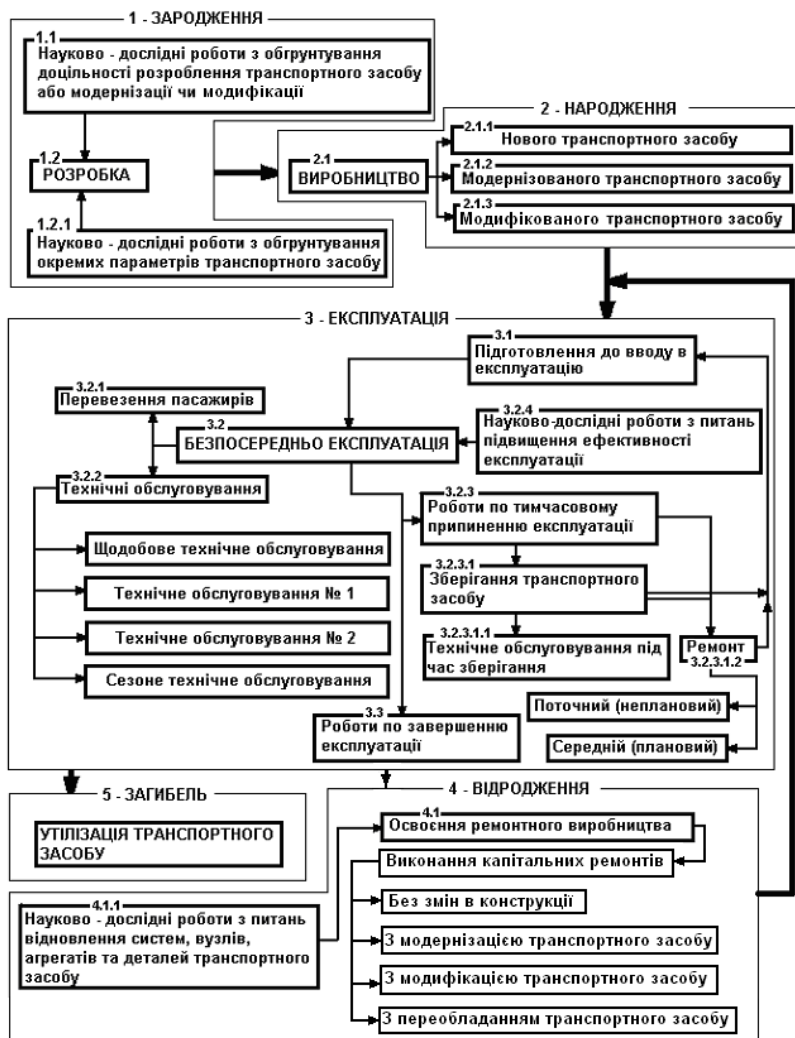 1 - ЗАРОДЖЕННЯ
1.1
Науково - дослідні роботи з обгрунтування
доцільності розроблення транспортного засобу
або модернізації чи модифікації
1.2
РОЗРОБКА
1.2.1
Науково - дослідні роботи з обгрунтування
окремих параметрів транспортного засобу
2 - НАРОДЖЕННЯ
2.1
ВИРОБНИЦТВО
2.1.1
Нового транспортного засобу
2.1.2
Модернізованого транспортного засобу
2.1.3
Модифікованого транспортного засобу
3 - ЕКСПЛУАТАЦІЯ
3.1
Підготовлення до вводу в
експлуатацію
3.2.1
Перевезення пасажирів
3.2
БЕЗПОСЕРЕДНЬО ЕКСПЛУАТАЦІЯ
3.2.4
Науково-дослідні роботи з питань
підвищення ефективності
експлуатації
3.2.2
Технічні обслуговування
3.2.3
Роботи по тимчасовому
припиненню експлуатації
Щодобове технічне обслуговування
Технічне обслуговування № 1
Технічне обслуговування № 2
Сезоне технічне обслуговування
3.2.3.1
Зберігання транспортного
засобу
3.2.3.1.1
Технічне обслуговування під
час зберігання
Ремонт
3.2.3.1.2
Поточний (неплановий)
Середній (плановий)
3.3
Роботи по завершенню
експлуатації
5 - ЗАГИБЕЛЬ
УТИЛІЗАЦІЯ ТРАНСПОРТНОГО
ЗАСОБУ
4 - ВІДРОДЖЕННЯ
4.1
Освоєння ремонтного виробництва
Виконання капітальних ремонтів
4.1.1
Науково - дослідні роботи з питань
відновлення систем, вузлів,
агрегатів та деталей транспортного
засобу
Без змін в конструкції
З модернізацією транспортного засобу
З модифікацією транспортного засобу
З переобладанням транспортного засобу